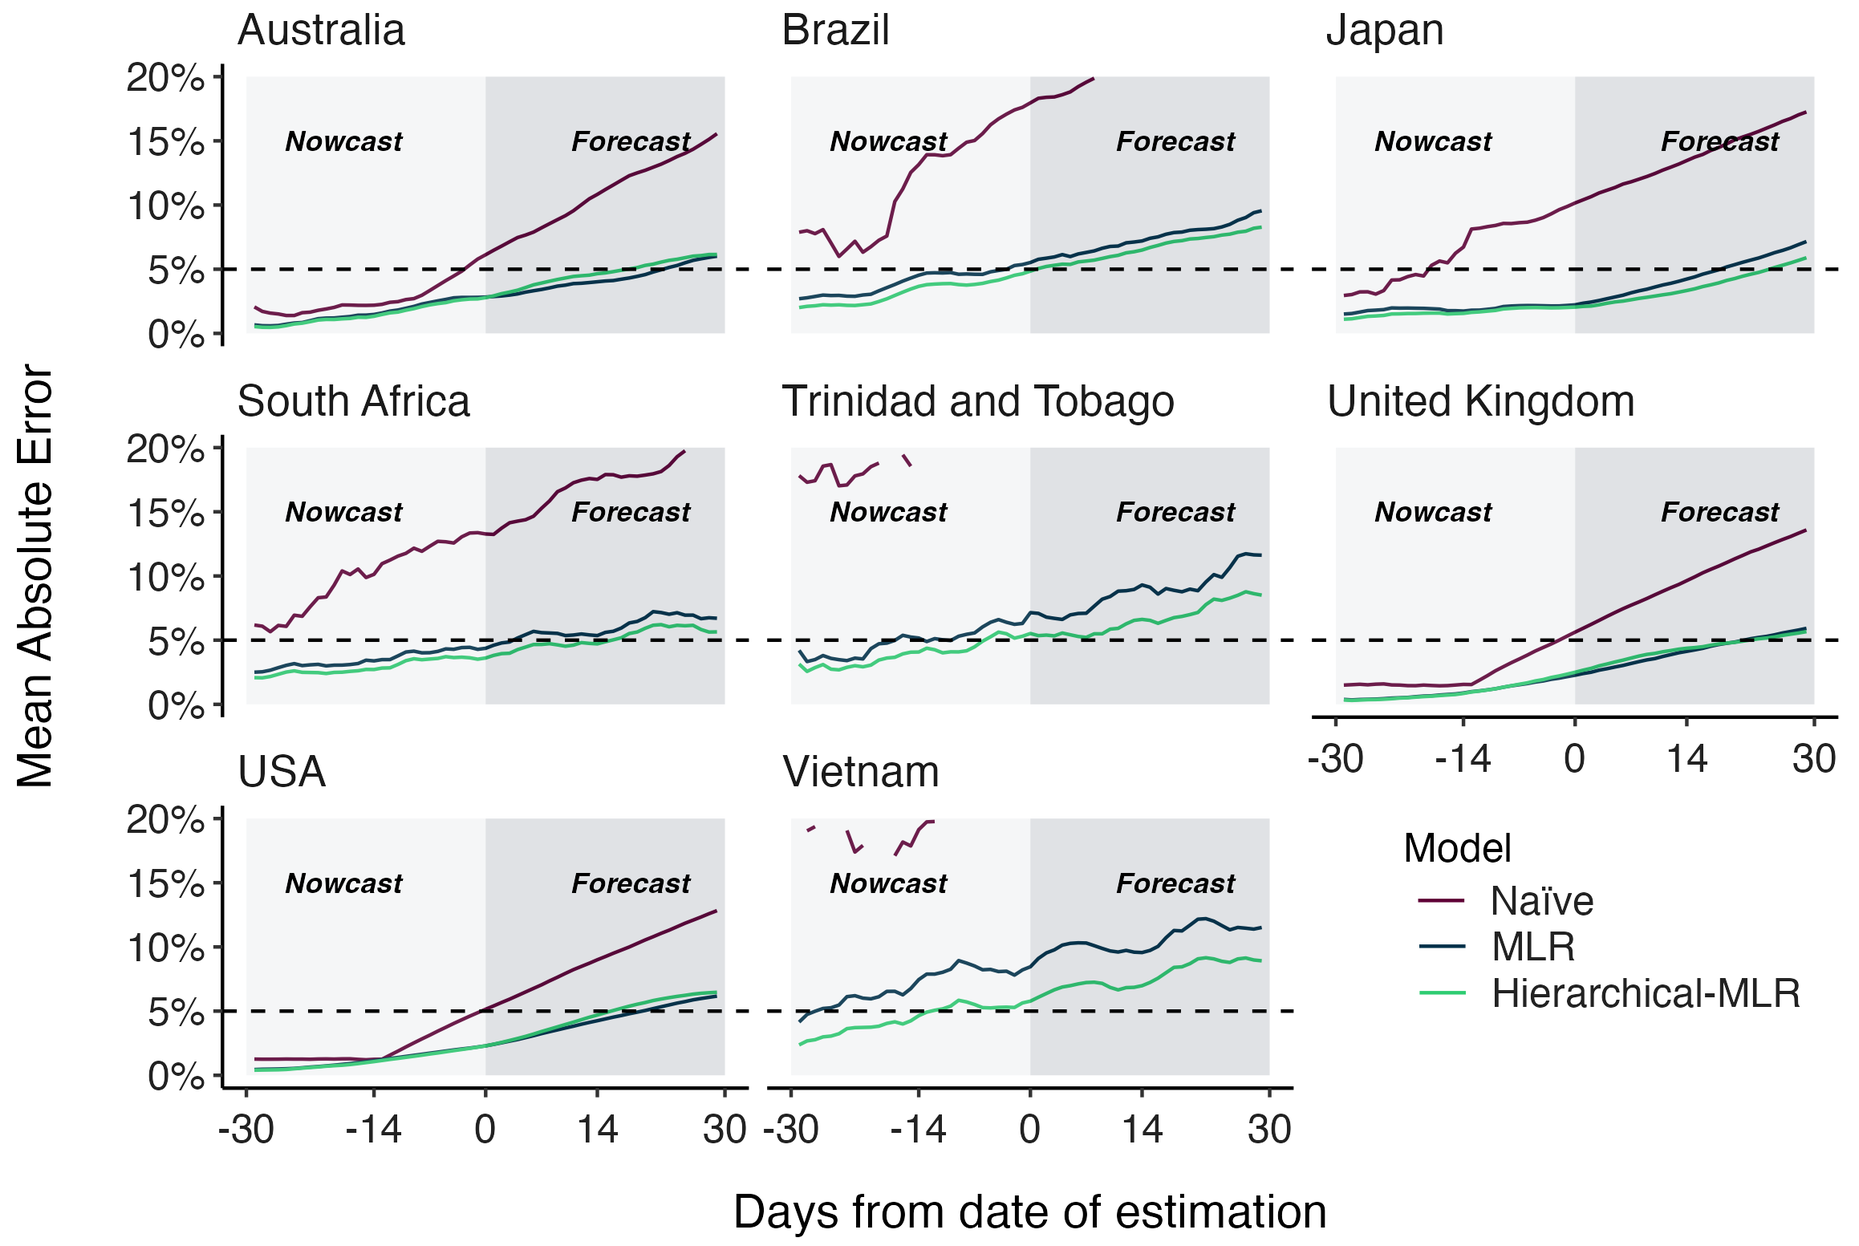 Australia
Brazil
Japan
20%
15%
10%
5%
0%
Nowcast
Forecast
Nowcast
Forecast
Nowcast
Forecast
Mean Absolute Error
South Africa
Trinidad and Tobago
United Kingdom
20%
15%
10%
5%
0%
Nowcast
Forecast
Nowcast
Forecast
Nowcast
Forecast
-30 -14 0 14 30
USA
Vietnam
20%
15%
10%
5%
0%
Nowcast
Forecast
Nowcast
Forecast
-30 -14 0 14 30
-30 -14 0 14 30
Model
Naïve
MLR
Hierarchical-MLR
Days from date of estimation